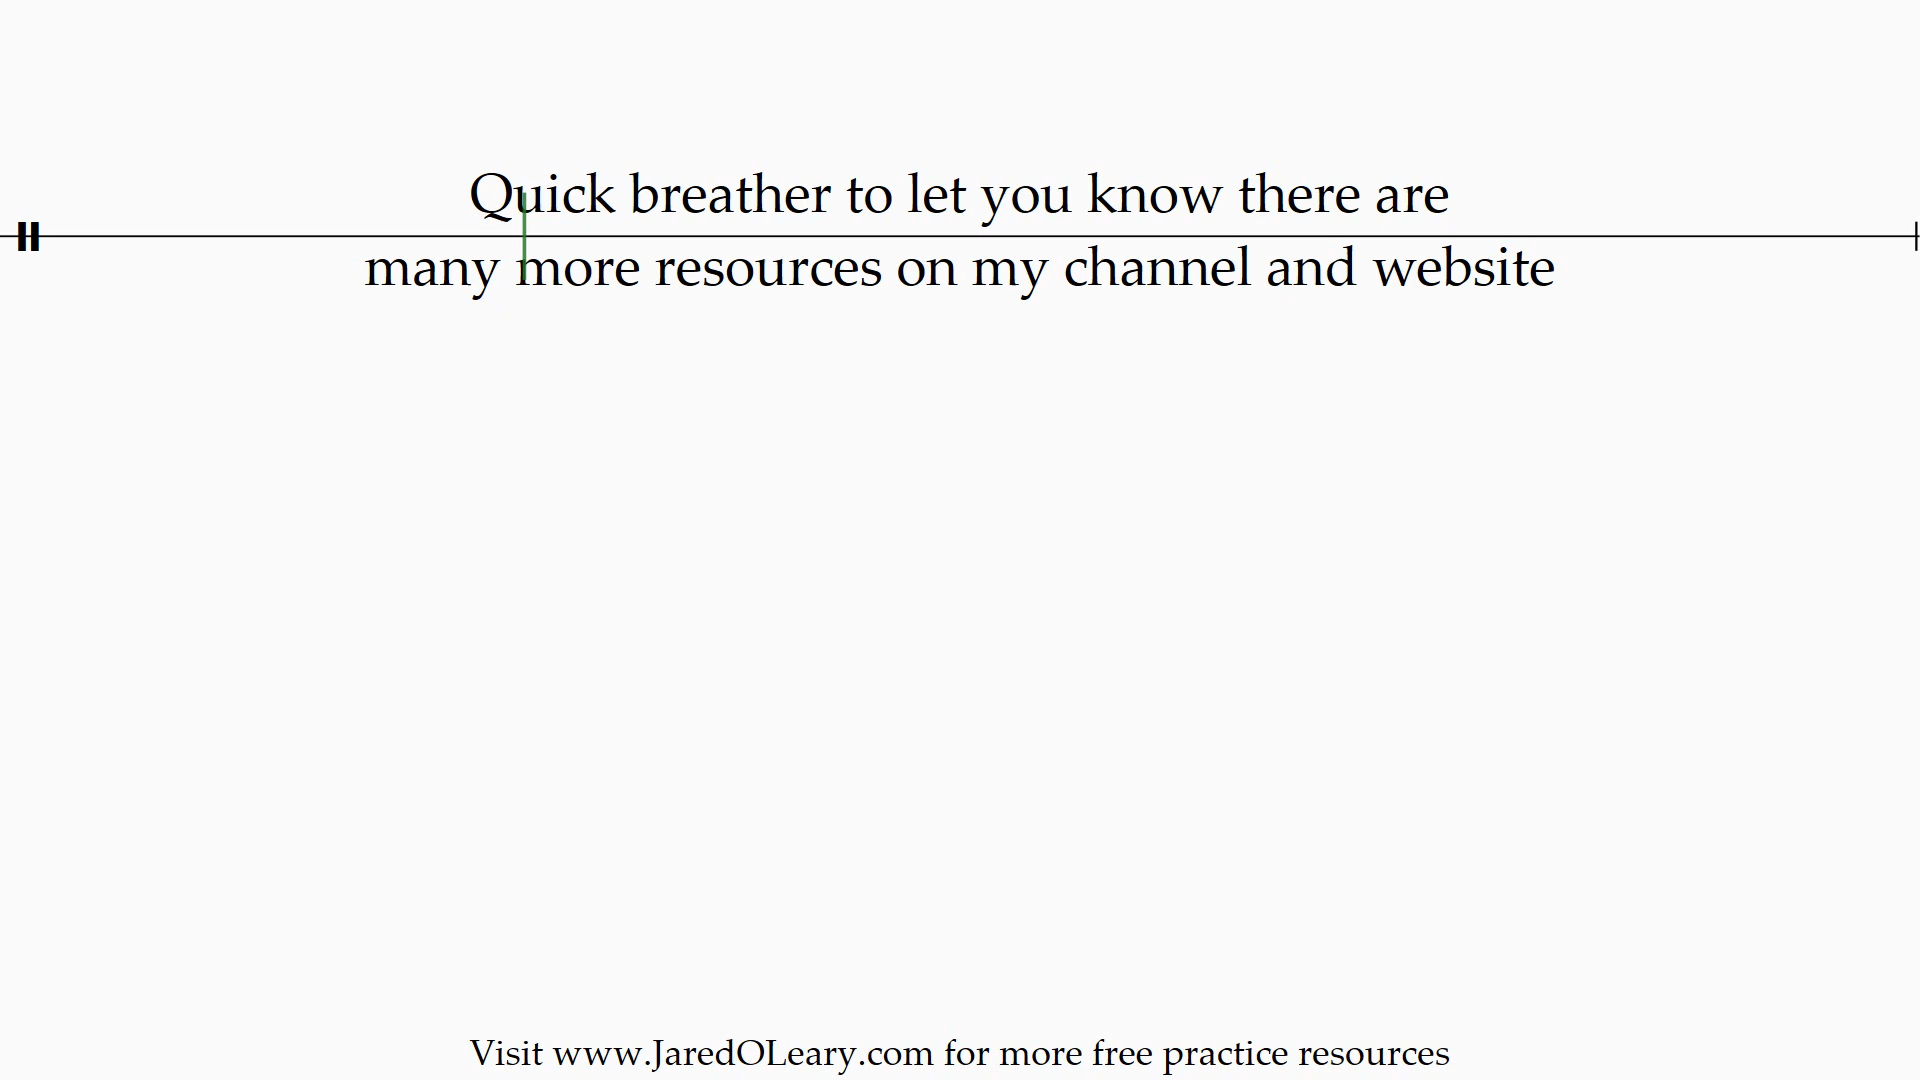 Quick breather to let you know there are
many more resources on my channel and website
Visit www.JaredOLeary.com for more free practice resources